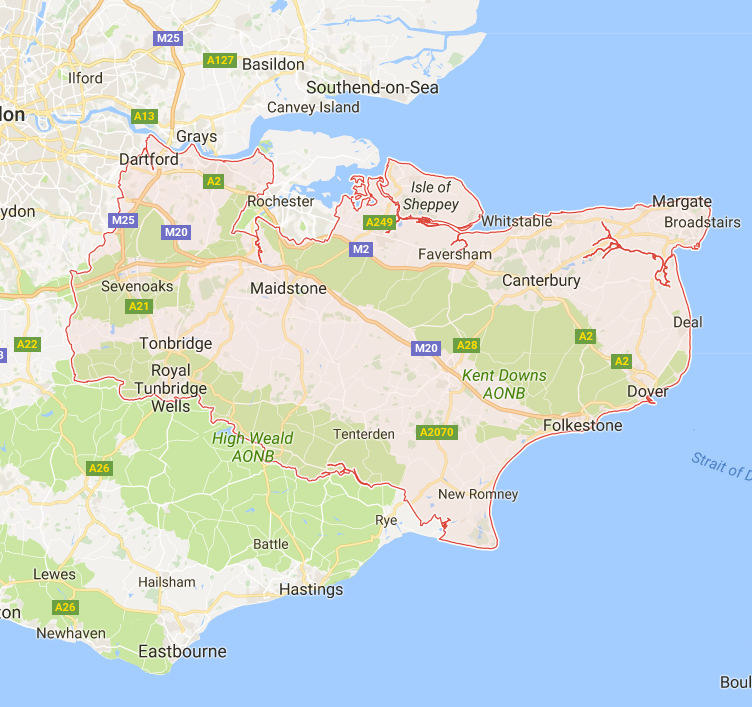 M25
A127
Basildon
Ilford
Southend-on-Sea
Canvey Island
don
A13
Grays
Dartford
A2
Isle of
Sheppey
Rochester
Margate
ydon
M25
M20
A249
Whitstable
Broadstairs
M2
Faversham
Canterbury
Sevenoaks
Maidstone
A21
Deal
A22
Tonbridge
M20
A28
A2
3
A2
Royal
Tunbridge
Wells
Kent Downs
AONB
Dover
Folkestone
Tenterden
A2070
High Weald
AONB
A26
Strait of D
New Romney
Rye
Battle
Lewes
Hailsham
Hastings
A26
ton
Newhaven
Eastbourne
Boul